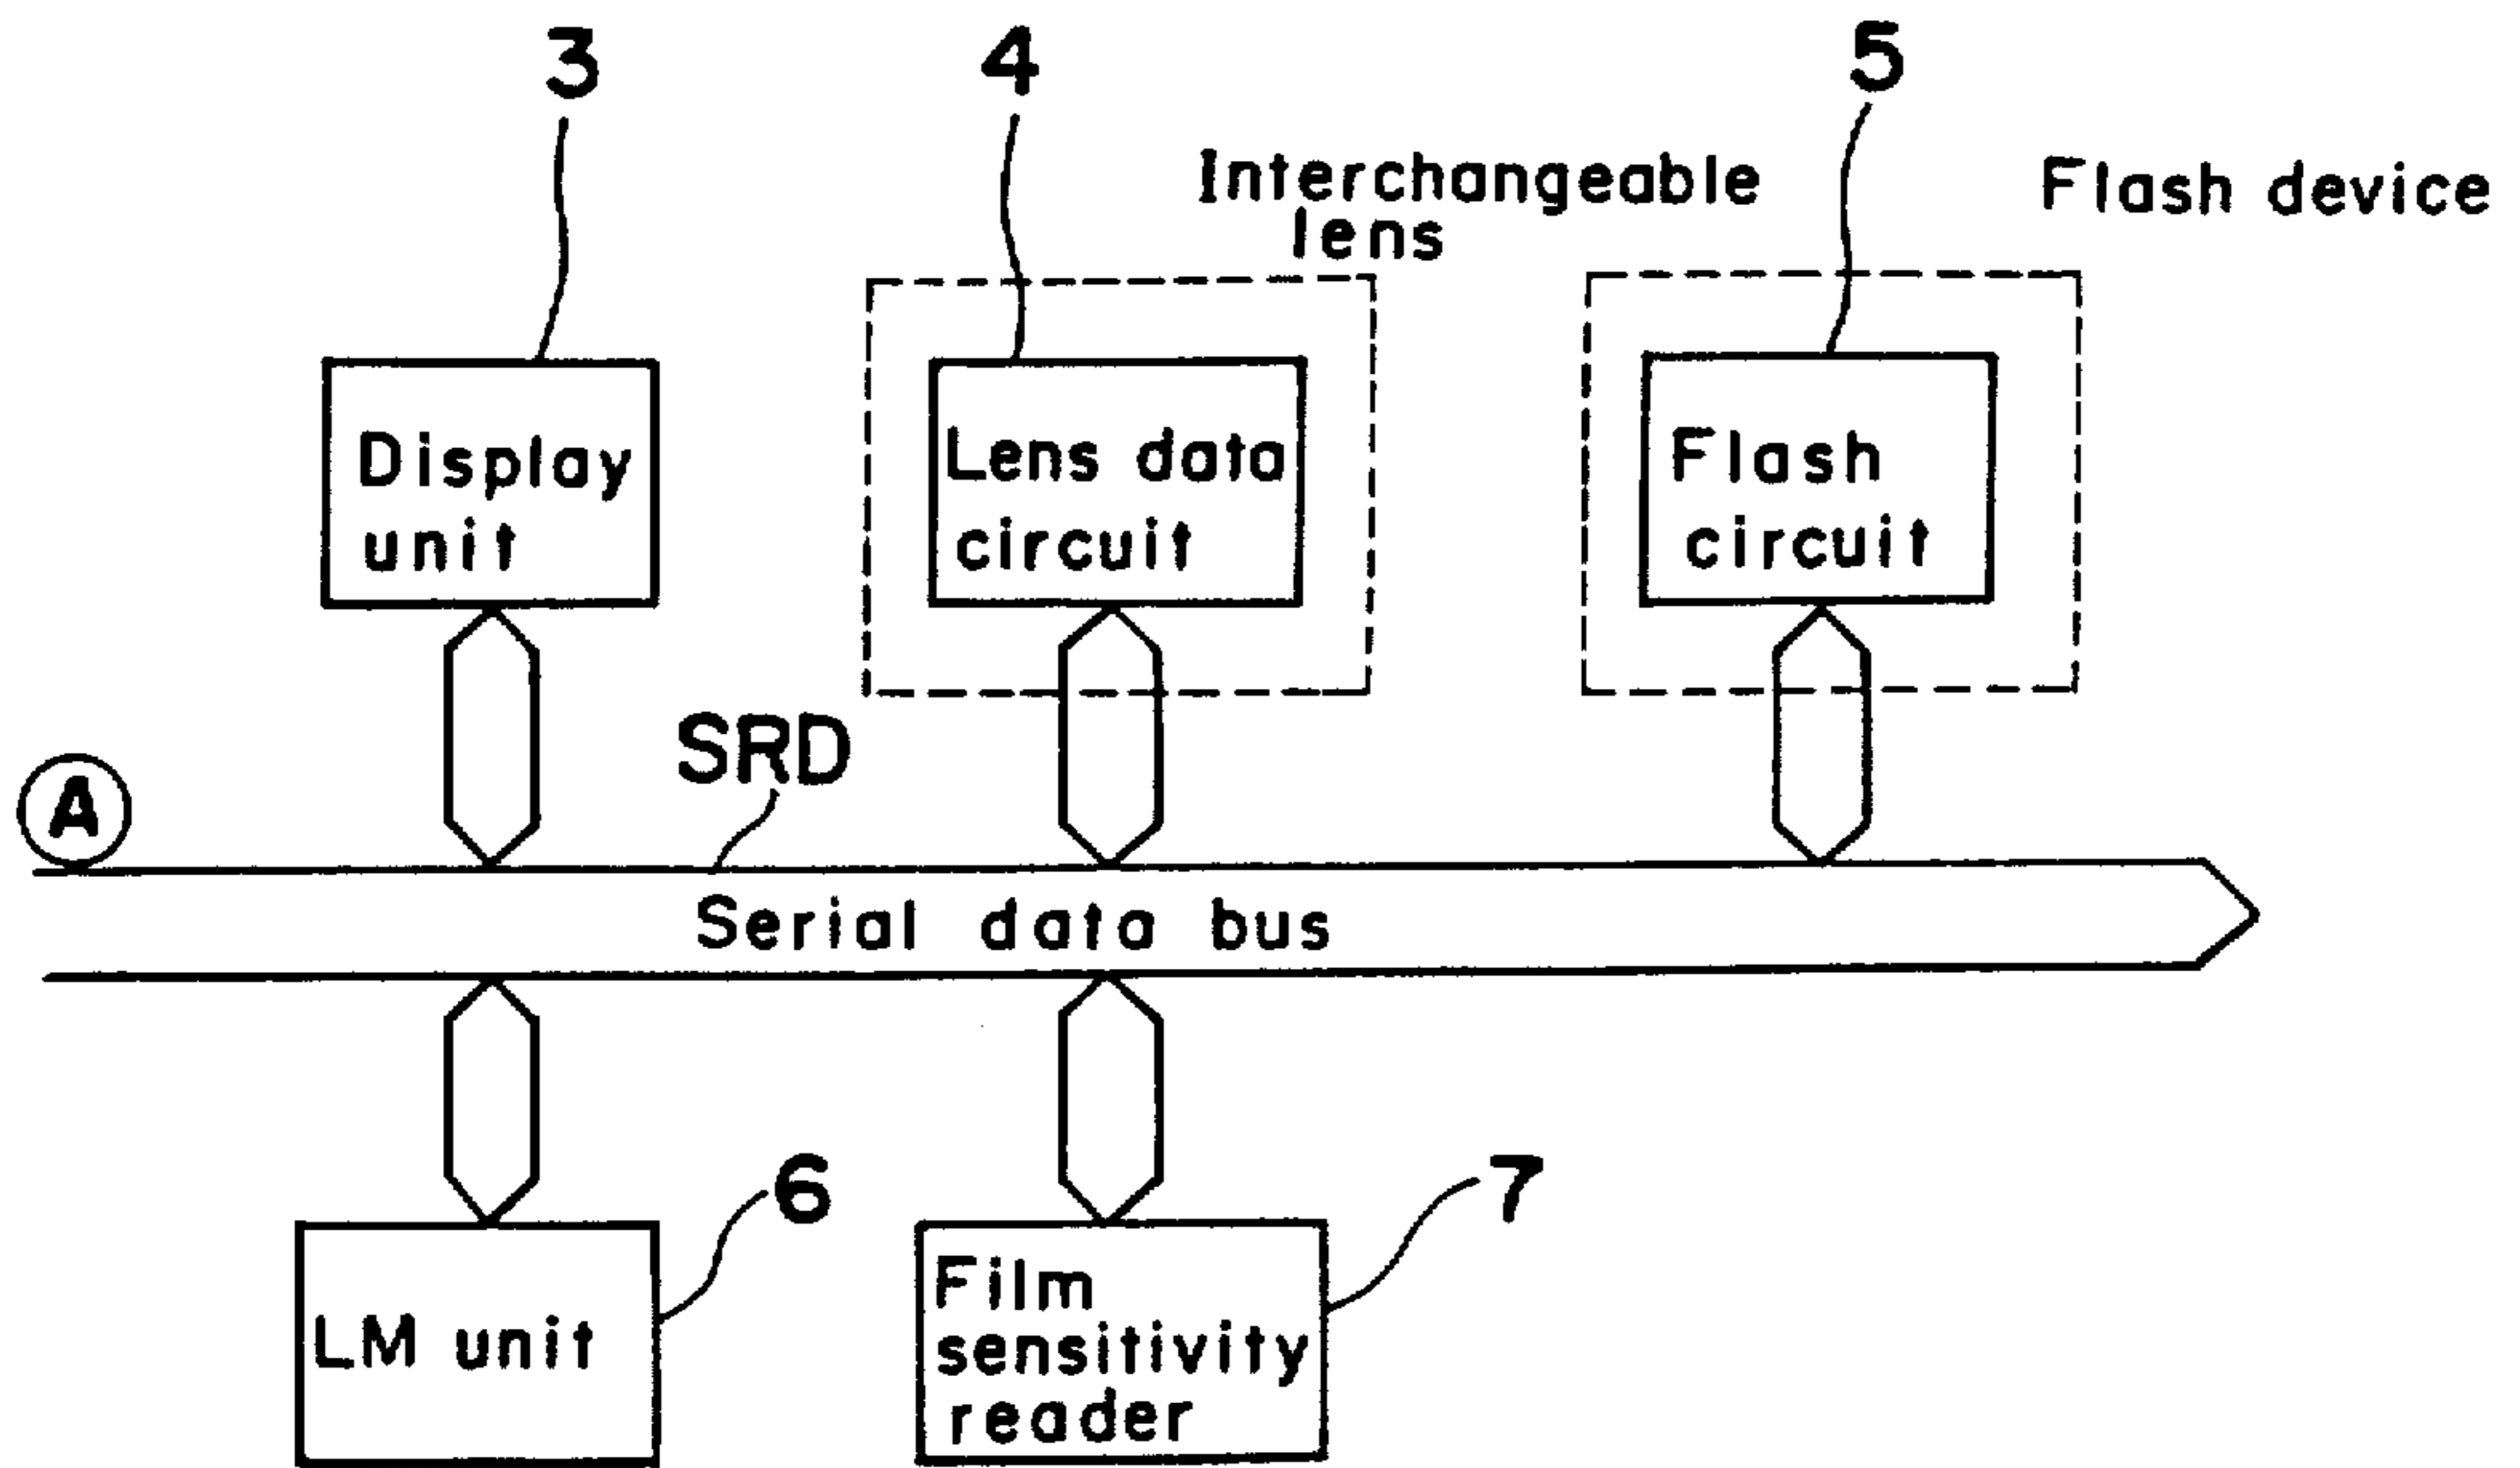 3
4
5
Interchangeable
lens
Flash device
Display
unit
Lens data
circuit
Flash
circuit
SRD
A
Serial data bus
6
7
LM unit
Film
sensitivity
reader